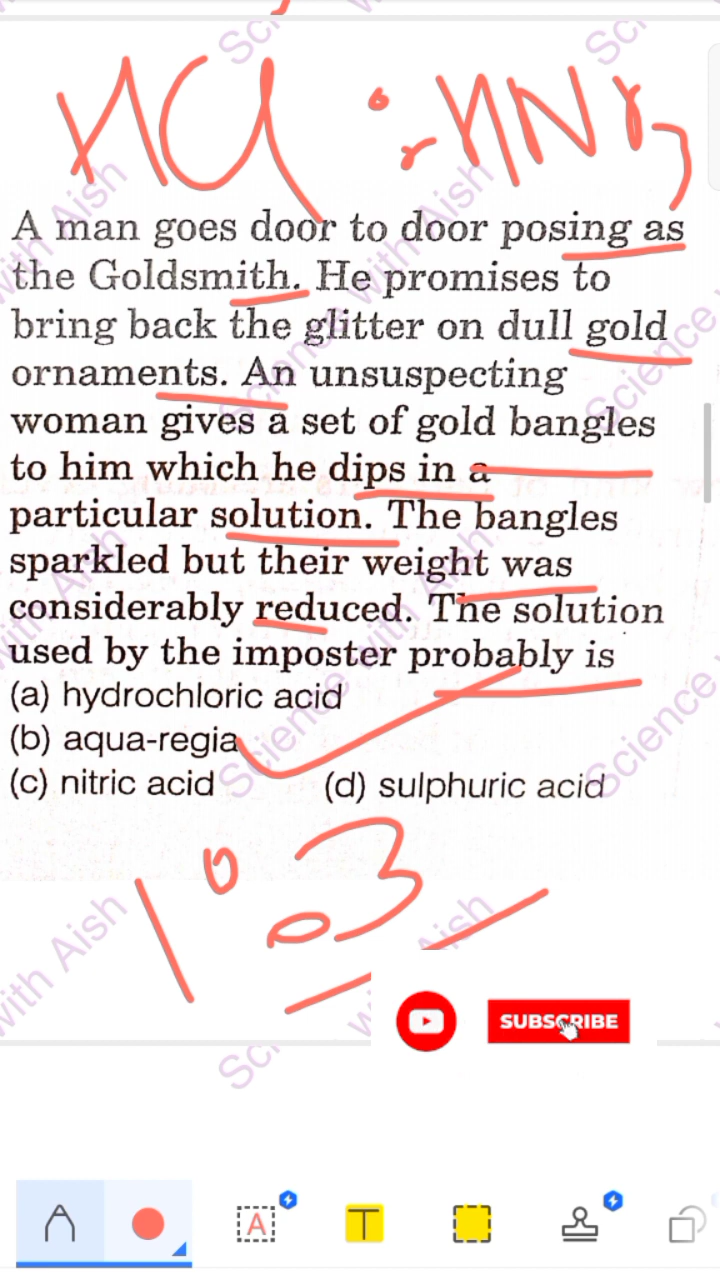 HCl : HNO3
A man goes door to door posing as
the Goldsmith. He promises to
bring back the glitter on dull gold
ornaments. An unsuspecting
woman gives a set of gold bangles
to him which he dips in a
particular solution. The bangles
sparkled but their weight was
considerably reduced. The solution
used by the imposter probably is
(a) hydrochloric acid
(b) aqua-regia
(c) nitric acid (d) sulphuric acid
1 : 3
Science with Aish
SUBSCRIBE
A
T